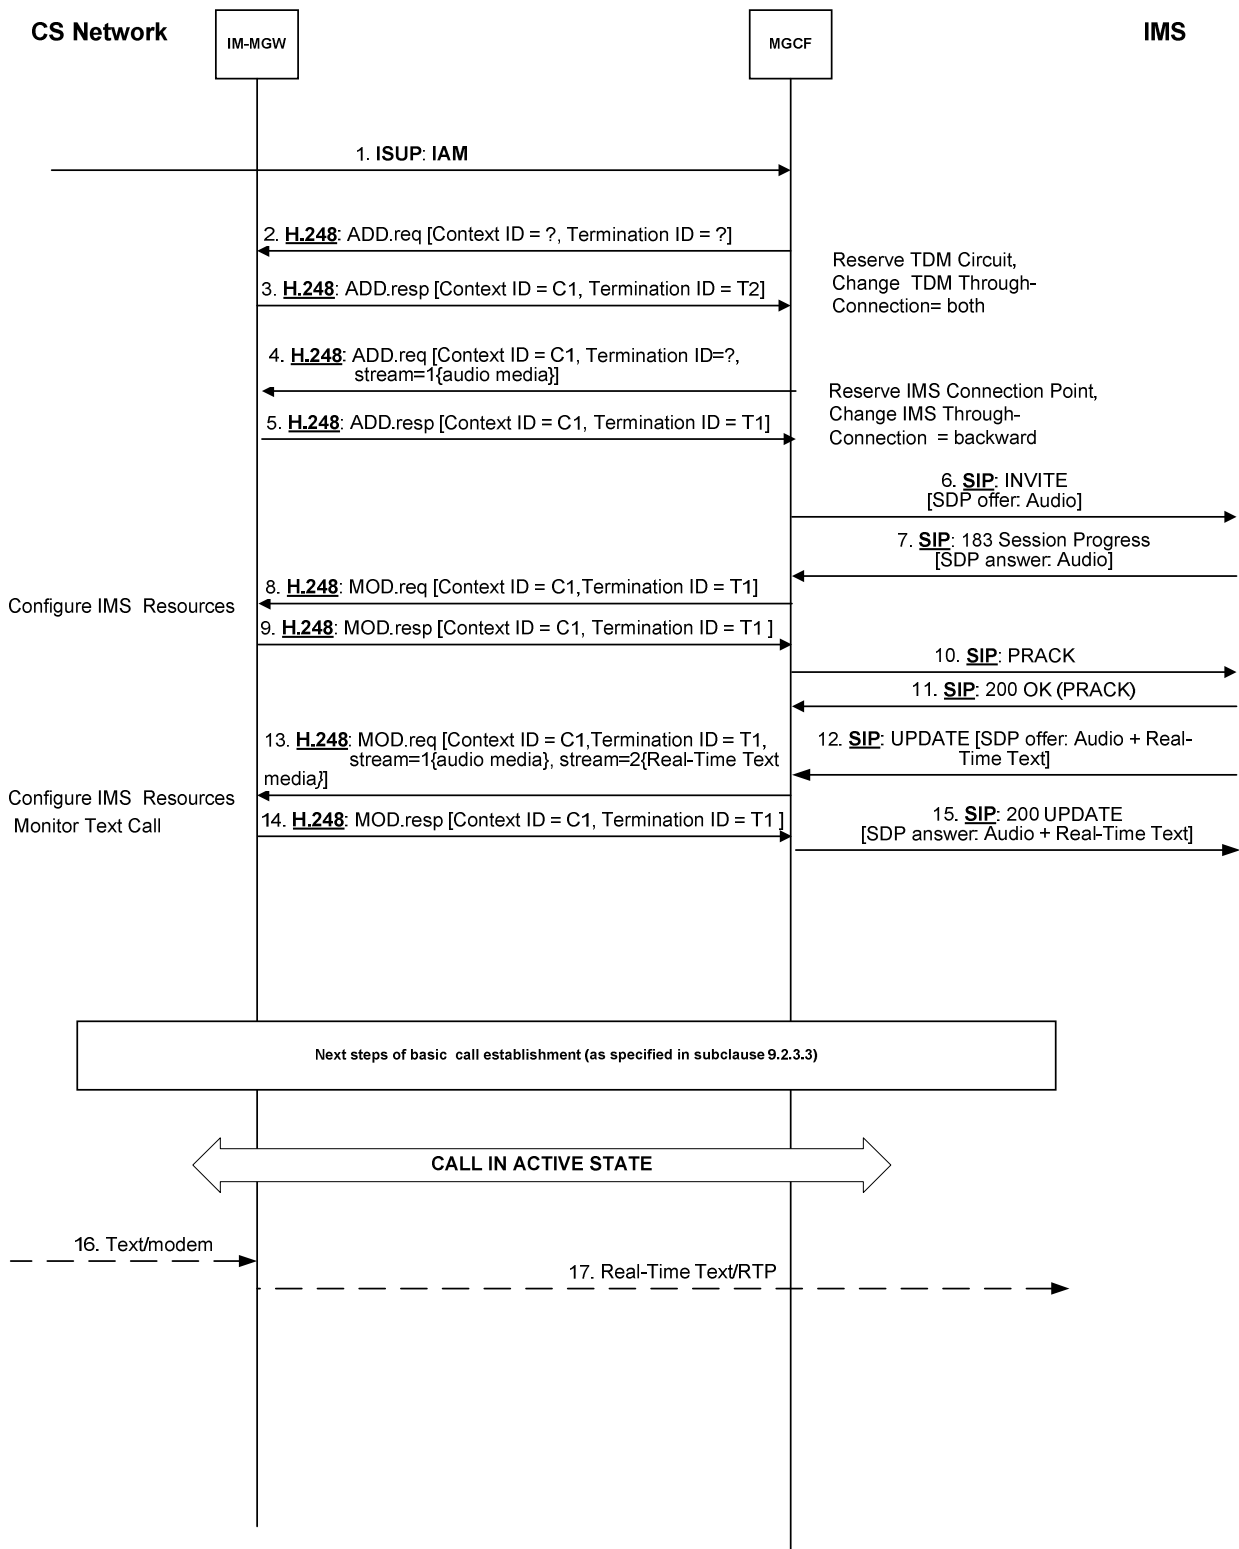 CS Network
IM-MGW
MGCF
IMS
1. ISUP: IAM
2. H.248: ADD.req [Context ID = ?, Termination ID = ?]
Reserve TDM Circuit,
Change TDM Through-
Connection= both
3. H.248: ADD.resp [Context ID = C1, Termination ID = T2]
4. H.248: ADD.req [Context ID = C1, Termination ID=?,
stream=1{audio media}]
Reserve IMS Connection Point,
Change IMS Through-
Connection = backward
5. H.248: ADD.resp [Context ID = C1, Termination ID = T1]
6. SIP: INVITE
[SDP offer: Audio]
7. SIP: 183 Session Progress
[SDP answer: Audio]
8. H.248: MOD.req [Context ID = C1,Termination ID = T1]
Configure IMS Resources
9. H.248: MOD.resp [Context ID = C1, Termination ID = T1 ]
10. SIP: PRACK
11. SIP: 200 OK (PRACK)
12. SIP: UPDATE [SDP offer: Audio + Real-
Time Text]
13. H.248: MOD.req [Context ID = C1,Termination ID = T1,
stream=1{audio media}, stream=2{Real-Time Text
media}]
Configure IMS Resources
Monitor Text Call
14. H.248: MOD.resp [Context ID = C1, Termination ID = T1 ]
15. SIP: 200 UPDATE
[SDP answer: Audio + Real-Time Text]
Next steps of basic call establishment (as specified in subclause 9.2.3.3)
CALL IN ACTIVE STATE
16. Text/modem
17. Real-Time Text/RTP